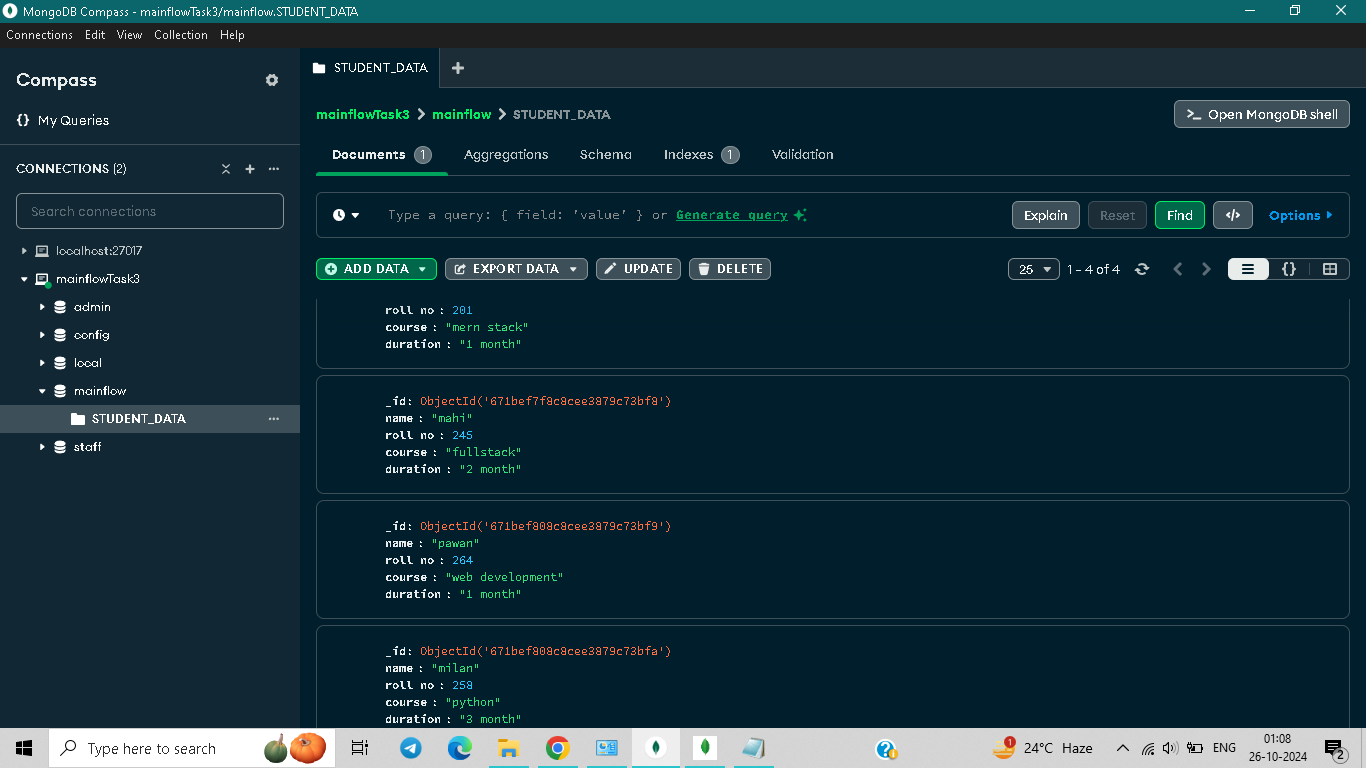 MongoDB Compass - mainflowTask3/mainflow.STUDENT_DATA
Connections Edit View Collection Help
Compass
{} My Queries
CONNECTIONS (2)
Search connections
localhost:27017
mainflowTask3
admin
config
local
mainflow
STUDENT_DATA
staff
STUDENT_DATA
mainflowTask3 > mainflow > STUDENT_DATA
>_ Open MongoDB shell
Documents 1 Aggregations Schema Indexes 1 Validation
Type a query: { field: 'value' } or Generate query
Explain Reset Find </> Options
ADD DATA EXPORT DATA UPDATE DELETE
25 1 – 4 of 4 {}
roll no : 201
course : "mern stack"
duration : "1 month"
_id: ObjectId('671bef7f8c8cee3879c73bf8')
name : "mahi"
roll no : 245
course : "fullstack"
duration : "2 month"
_id: ObjectId('671bef808c8cee3879c73bf9')
name : "pawan"
roll no : 264
course : "web development"
duration : "1 month"
_id: ObjectId('671bef808c8cee3879c73bfa')
name : "milan"
roll no : 258
course : "python"
duration : "3 month"
Type here to search
1
24°C Haze
ENG
01:08
26-10-2024
2